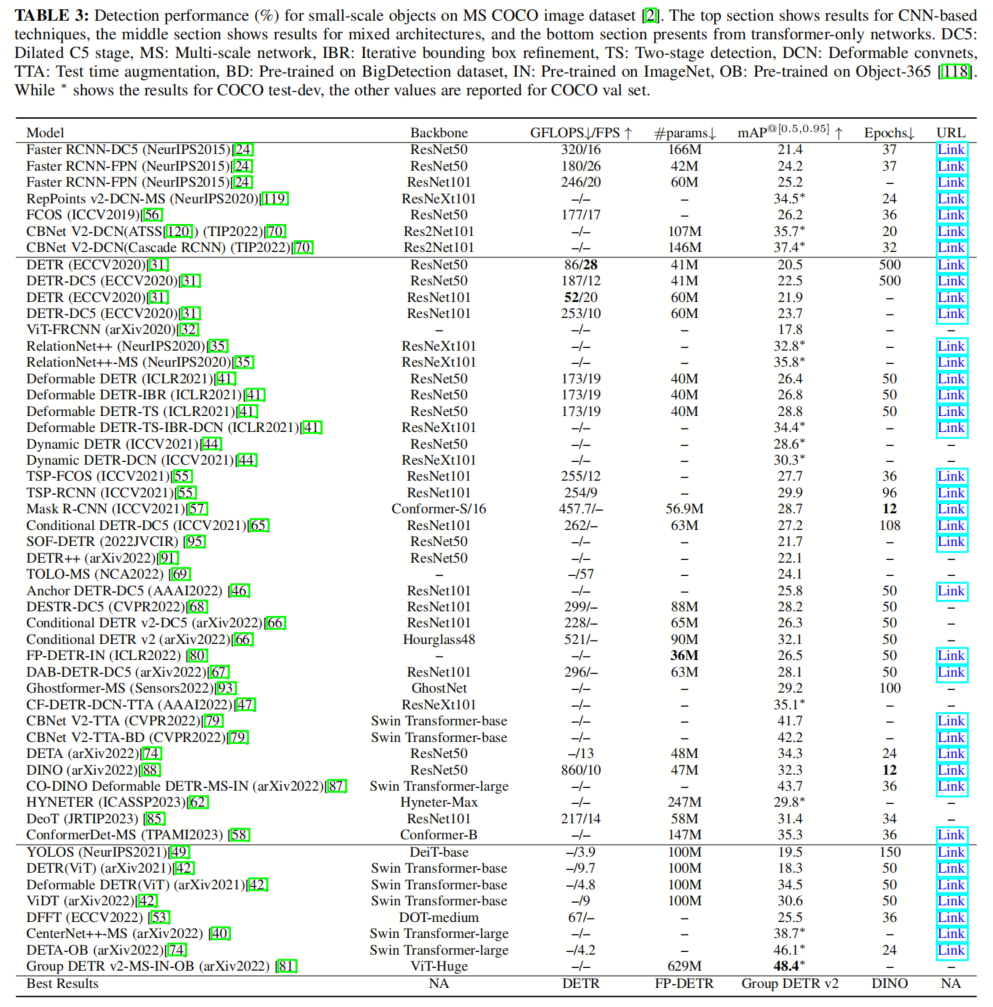 TABLE 3: Detection performance (%) for small-scale objects on MS COCO image dataset [2]. The top section shows results for CNN-based
techniques, the middle section shows results for mixed architectures, and the bottom section presents from transformer-only networks. DC5:
Dilated C5 stage, MS: Multi-scale network, IBR: Iterative bounding box refinement, TS: Two-stage detection, DCN: Deformable convnets,
TTA: Test time augmentation, BD: Pre-trained on BigDetection dataset, IN: Pre-trained on ImageNet, OB: Pre-trained on Object-365 [118].
While * shows the results for COCO test-dev, the other values are reported for COCO val set.
Model Backbone GFLOPS↓/FPS ↑ #params↓ mAP@[0.5,0.95] ↑ Epochs↓ URL
Faster RCNN-DC5 (NeurIPS2015)[24] ResNet50 320/16 166M 21.4 37 Link
Faster RCNN-FPN (NeurIPS2015)[24] ResNet50 180/26 42M 24.2 37 Link
Faster RCNN-FPN (NeurIPS2015)[24] ResNet101 246/20 60M 25.2 – Link
RepPoints v2-DCN-MS (NeurIPS2020)[119] ResNeXt101 –/– – 34.5* 24 Link
FCOS (ICCV2019)[56] ResNet50 177/17 – 26.2 36 Link
CBNet V2-DCN(ATSS[120]) (TIP2022)[70] Res2Net101 –/– 107M 35.7* 20 Link
CBNet V2-DCN(Cascade RCNN) (TIP2022)[70] Res2Net101 –/– 146M 37.4* 32 Link
DETR (ECCV2020)[31] ResNet50 86/28 41M 20.5 500 Link
DETR-DC5 (ECCV2020)[31] ResNet50 187/12 41M 22.5 500 Link
DETR (ECCV2020)[31] ResNet101 52/20 60M 21.9 – Link
DETR-DC5 (ECCV2020)[31] ResNet101 253/10 60M 23.7 – Link
ViT-FRCNN (arXiv2020)[32] – –/– – 17.8 – –
RelationNet++ (NeurIPS2020)[35] ResNeXt101 –/– – 32.8* – Link
RelationNet++-MS (NeurIPS2020)[35] ResNeXt101 –/– – 35.8* – Link
Deformable DETR (ICLR2021)[41] ResNet50 173/19 40M 26.4 50 Link
Deformable DETR-IBR (ICLR2021)[41] ResNet50 173/19 40M 26.8 50 Link
Deformable DETR-TS (ICLR2021)[41] ResNet50 173/19 40M 28.8 50 Link
Deformable DETR-TS-IBR-DCN (ICLR2021)[41] ResNeXt101 –/– – 34.4* – Link
Dynamic DETR (ICCV2021)[44] ResNet50 –/– – 28.6* – –
Dynamic DETR-DCN (ICCV2021)[44] ResNeXt101 –/– – 30.3* – –
TSP-FCOS (ICCV2021)[55] ResNet101 255/12 – 27.7 36 Link
TSP-RCNN (ICCV2021)[55] ResNet101 254/9 – 29.9 96 Link
Mask R-CNN (ICCV2021)[57] Conformer-S/16 457.7/– 56.9M 28.7 12 Link
Conditional DETR-DC5 (ICCV2021)[65] ResNet101 262/– 63M 27.2 108 Link
SOF-DETR (2022JVCIR) [95] ResNet50 –/– – 21.7 – Link
DETR++ (arXiv2022)[91] ResNet50 –/– – 22.1 – –
TOLO-MS (NCA2022) [69] – –/57 – 24.1 – –
Anchor DETR-DC5 (AAAI2022) [46] ResNet101 –/– – 25.8 50 Link
DESTR-DC5 (CVPR2022)[68] ResNet101 299/– 88M 28.2 50 –
Conditional DETR v2-DC5 (arXiv2022)[66] ResNet101 228/– 65M 26.3 50 –
Conditional DETR v2 (arXiv2022)[66] Hourglass48 521/– 90M 32.1 50 –
FP-DETR-IN (ICLR2022)[80] – –/– 36M 26.5 50 Link
DAB-DETR-DC5 (arXiv2022)[67] ResNet101 296/– 63M 28.1 50 Link
Ghostformer-MS (Sensors2022)[93] GhostNet –/– – 29.2 100 –
CF-DETR-DCN-TTA (AAAI2022)[47] ResNeXt101 –/– – 35.1* – –
CBNet V2-TTA (CVPR2022)[79] Swin Transformer-base –/– – 41.7 – Link
CBNet V2-TTA-BD (CVPR2022)[79] Swin Transformer-base –/– – 42.2 – Link
DETA (arXiv2022)[74] ResNet50 –/13 48M 34.3 24 Link
DINO (arXiv2022)[88] ResNet50 860/10 47M 32.3 12 Link
CO-DINO Deformable DETR-MS-IN (arXiv2022)[87] Swin Transformer-large –/– – 43.7 36 Link
HYNETER (ICASSP2023)[62] Hyneter-Max –/– 247M 29.8* – –
DeoT (JRTIP2023)[85] ResNet101 217/14 58M 31.4 34 –
ConformerDet-MS (TPAMI2023) [58] Conformer-B –/– 147M 35.3 36 Link
YOLOS (NeurIPS2021)[49] DeiT-base –/3.9 100M 19.5 150 Link
DETR(ViT) (arXiv2021)[42] Swin Transformer-base –/9.7 100M 18.3 50 Link
Deformable DETR(ViT) (arXiv2021)[42] Swin Transformer-base –/4.8 100M 34.5 50 Link
ViDT (arXiv2022)[42] Swin Transformer-base –/9 100M 30.6 50 Link
DFFT (ECCV2022) [53] DOT-medium 67/– – 25.5 36 Link
CenterNet++-MS (arXiv2022) [40] Swin Transformer-large –/– – 38.7* – Link
DETA-OB (arXiv2022)[74] Swin Transformer-large –/4.2 – 46.1* 24 Link
Group DETR v2-MS-IN-OB (arXiv2022) [81] ViT-Huge –/– 629M 48.4* – –
Best Results NA DETR FP-DETR Group DETR v2 DINO NA